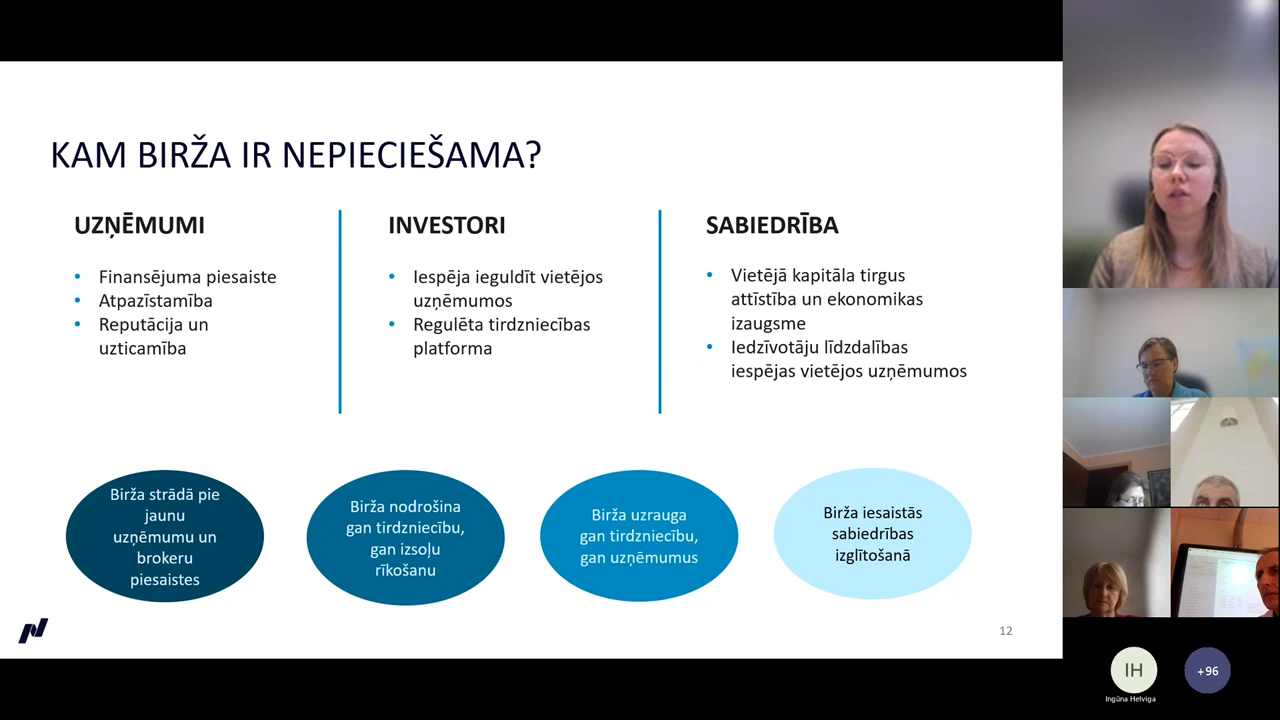 KAM BIRŽA IR NEPIECIEŠAMA?
UZŅĒMUMI
• Finansējuma piesaiste
• Atpazīstamība
• Reputācija un
uzticamība
INVESTORI
• Iespēja ieguldīt vietējos
uzņēmumos
• Regulēta tirdzniecības
platforma
SABIEDRĪBA
• Vietējā kapitāla tirgus
attīstība un ekonomikas
izaugsme
• Iedzīvotāju līdzdalības
iespējas vietējos uzņēmumos
Birža strādā pie
jaunu
uzņēmumu un
brokeru
piesaistes
Birža nodrošina
gan tirdzniecību,
gan izsoļu
rīkošanu
Birža uzrauga
gan tirdzniecību,
gan uzņēmumus
Birža iesaistās
sabiedrības
izglītošanā
12
IH
Ingūna Helviga
+96